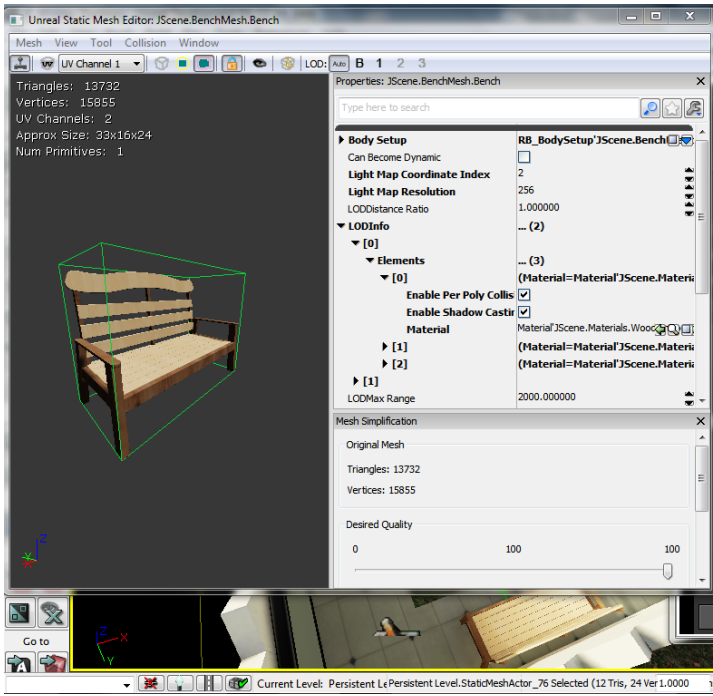 Unreal Static Mesh Editor: JScene.BenchMesh.Bench
Mesh View Tool Collision Window
UV Channel 1 LOD: Auto B 1 2 3
Triangles: 13732
Vertices: 15855
UV Channels: 2
Approx Size: 33x16x24
Num Primitives: 1
Z
X
Properties: JScene.BenchMesh.Bench
Type here to search
Body Setup RB_BodySetup'JScene.Bench
Can Become Dynamic
Light Map Coordinate Index 2
Light Map Resolution 256
LODDistance Ratio 1.000000
LODInfo ... (2)
[0]
Elements ... (3)
[0] (Material=Material'JScene.Materia
Enable Per Poly Collis
Enable Shadow Castin
Material Material'JScene.Materials.Wood
[1] (Material=Material'JScene.Materia
[2] (Material=Material'JScene.Materia
[1]
LODMax Range 2000.000000
Mesh Simplification
Original Mesh
Triangles: 13732
Vertices: 15855
Desired Quality
0 100 100
Go to
Z
X
Y
Current Level: Persistent Le Persistent Level.StaticMeshActor_76 Selected (12 Tris, 24 Ver 1.0000